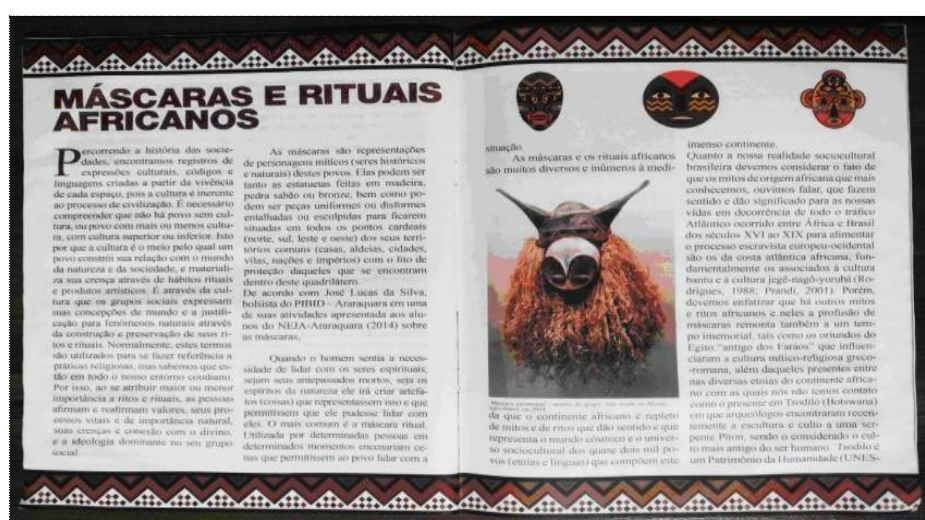 MÁSCARAS E RITUAIS
AFRICANOS
Percorrendo a história das socie-
dades, encontramos registros de
expressões culturais, códigos e
linguagens criadas a partir da vivência
de cada espaço, pois a cultura é inerente
ao processo de civilização. É necessário
compreender que não há povo sem cul-
tura, ou povo com mais ou menos cultu-
ra, com cultura superior ou inferior. Isto
por que a cultura é o meio pelo qual um
povo constrói sua relação com o mundo
da natureza e da sociedade, e materiali-
za sua crença através de hábitos rituais
e produtos artísticos. É através da cul-
tura que os grupos sociais expressam
suas concepções de mundo e a justifi-
cação para fenômenos naturais através
da construção e preservação de seus ri-
tos e rituais. Normalmente, estes termos
são utilizados para se fazer referência a
práticas religiosas, mas sabemos que es-
tão em todo o nosso entorno cotidiano.
Por isso, ao se atribuir maior ou menor
importância a ritos e rituais, as pessoas
afirmam e reafirmam valores, seus pro-
cessos vitais e de importância natural,
suas crenças e conexão com o divino,
e a ideologia dominante no seu grupo
social.
As máscaras são representações
de personagens míticos (seres históricos
e naturais) destes povos. Elas podem ser
tanto as estatuetas feitas em madeira,
pedra sabão ou bronze, bem como po-
dem ser peças uniformes ou disformes
entalhadas ou esculpidas para ficarem
situadas em todos os pontos cardeais
(norte, sul, leste e oeste) dos seus terri-
tórios comuns (casas, aldeias, cidades,
vilas, nações e impérios) com o fito de
proteção daqueles que se encontram
dentro deste quadrilátero.
De acordo com José Lucas da Silva,
bolsista do PIBID - Araraquara em uma
de suas atividades apresentada aos alu-
nos do NEJA-Araraquara (2014) sobre
as máscaras,
Quando o homem sentia a neces-
sidade de lidar com os seres espirituais,
sejam seus antepassados mortos, seja os
espíritos da natureza ele irá criar artefa-
tos (coisas) que representassem isso e que
permitissem que ele pudesse lidar com
eles. O mais comum é a máscara ritual.
Utilizada por determinadas pessoas em
determinados momentos encenariam ce-
nas que permitissem ao povo lidar com a
situação.
As máscaras e os rituais africanos
são muitos diversos e inúmeros à medi-
da que o continente africano é repleto
de mitos e de ritos que dão sentido e que
representa o mundo cósmico e o univer-
so sociocultural dos quase dois mil po-
vos (etnias e línguas) que compõem este
imenso continente.
Quanto a nossa realidade sociocultural
brasileira devemos considerar o fato de
que os mitos de origem africana que mais
conhecemos, ouvimos falar, que fazem
sentido e dão significado para as nossas
vidas em decorrência de todo o tráfico
Atlântico ocorrido entre África e Brasil
dos séculos XVI ao XIX para alimentar
o processo escravista europeu-ocidental
são os da costa atlântica africana, fun-
damentalmente os associados à cultura
bantu e à cultura jegê-nagô-yorubá (Ro-
drigues, 1988; Prandi, 2001). Porém,
devemos enfatizar que há outros mitos
e ritos africanos e neles a profusão de
máscaras remonta também a um tem-
po imemorial, tais como os oriundos do
Egito "antigo dos Faráos" que influen-
ciaram a cultura mítico-religiosa greco-
-romana, além daqueles presentes entre
nas diversas etnias do continente africa-
no com as quais nós não temos contato
como o presente em Tsodilo (Botswana)
em que arqueólogos encontraram recen-
temente a escultura e culto a uma ser-
pente Píton, sendo o considerado o cul-
to mais antigo do ser humano. Tsodilo é
um Patrimônio da Humanidade (UNES-